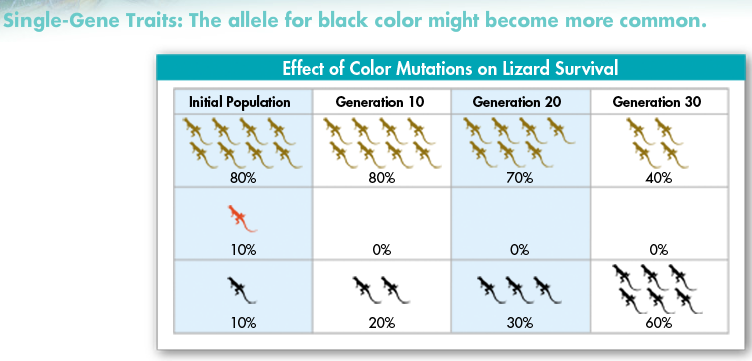 Single-Gene Traits: The allele for black color might become more common.
Effect of Color Mutations on Lizard Survival
Initial Population Generation 10 Generation 20 Generation 30
80% 80% 70% 40%
10% 0% 0% 0%
10% 20% 30% 60%